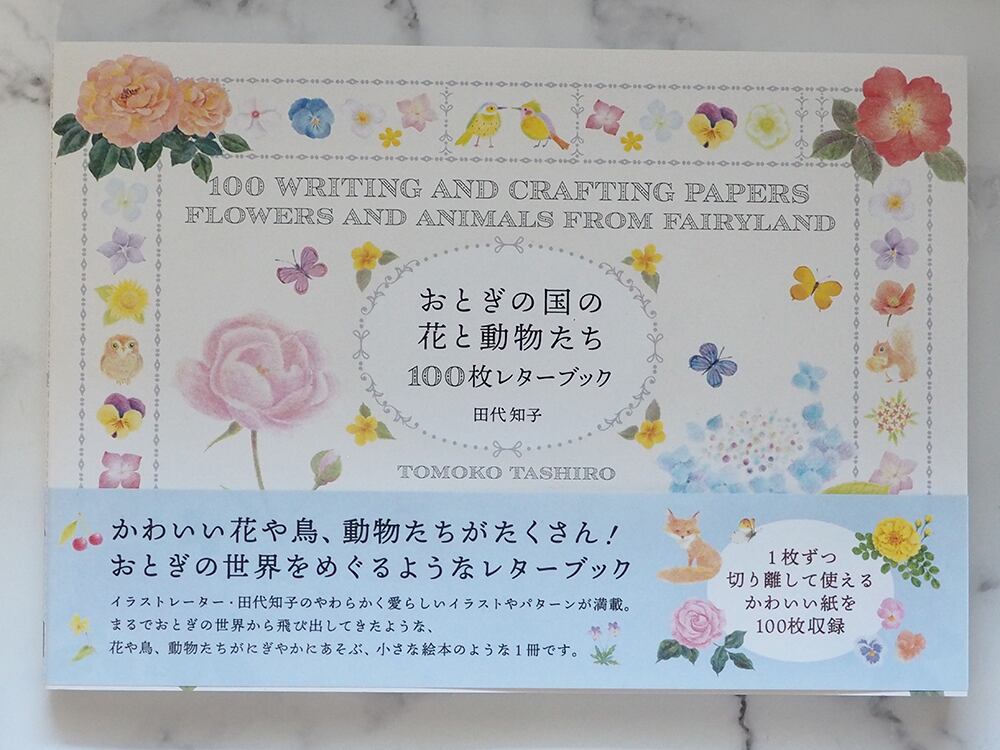 100 WRITING AND CRAFTING PAPERS
FLOWERS AND ANIMALS FROM FAIRYLAND
おとぎの国の
花と動物たち
100枚レターブック
田代 知子
TOMOKO TASHIRO
かわいい花や鳥、動物たちがたくさん!
おとぎの世界をめぐるようなレターブック
イラストレーター・田代知子のやわらかく愛らしいイラストやパターンが満載。
まるでおとぎの世界から飛び出してきたような、
花や鳥、動物たちがにぎやかにあそぶ、小さな絵本のような1冊です。
1枚ずつ
切り離して使える
かわいい紙を
100枚収録